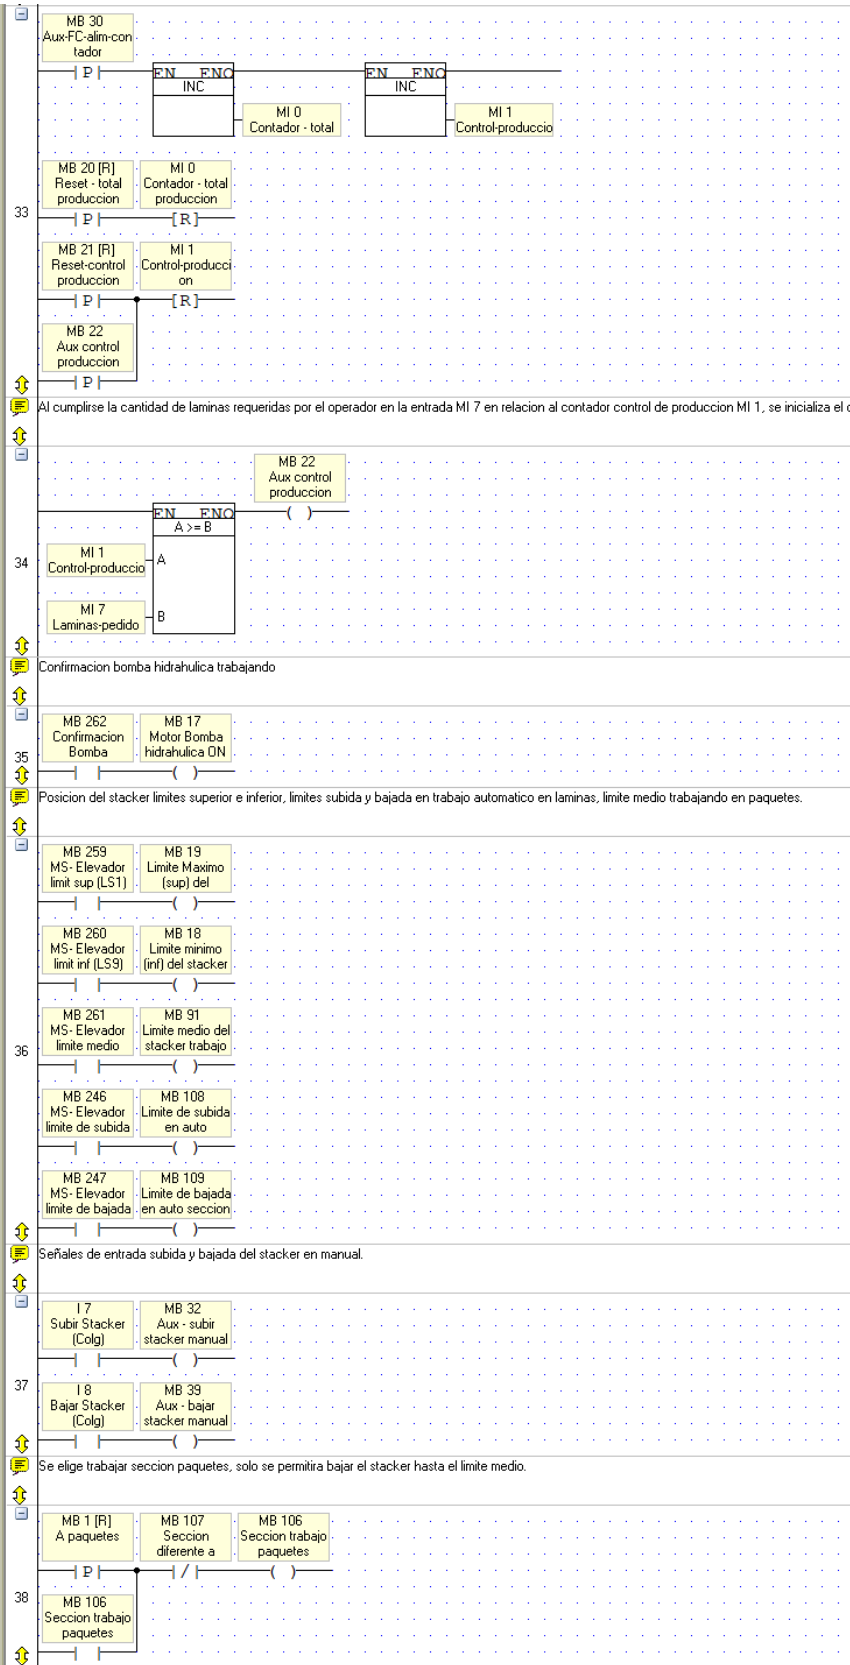 MB 30
Aux-FC-alim-con
tador
P
EN ENO
INC
MI 0
Contador - total
EN ENO
INC
MI 1
Control-produccio
33
MB 20 [R]
Reset - total
produccion
P
MI 0
Contador - total
produccion
[R]
MB 21 [R]
Reset-control
produccion
P
MI 1
Control-producci
on
[R]
MB 22
Aux control
produccion
P
Al cumplirse la cantidad de laminas requeridas por el operador en la entrada MI 7 en relacion al contador control de produccion MI 1, se inicializa el c
34
EN ENO
A >= B
MI 1
Control-produccio
A
MI 7
Laminas-pedido
B
MB 22
Aux control
produccion
( )
Confirmacion bomba hidrahulica trabajando
35
MB 262
Confirmacion
Bomba
MB 17
Motor Bomba
hidrahulica ON
( )
Posicion del stacker limites superior e inferior, limites subida y bajada en trabajo automatico en laminas, limite medio trabajando en paquetes.
36
MB 259
MS- Elevador
limit sup (LS1)
MB 19
Limite Maximo
(sup) del
( )
MB 260
MS- Elevador
limit inf (LS9)
MB 18
Limite minimo
(inf) del stacker
( )
MB 261
MS- Elevador
limite medio
MB 91
Limite medio del
stacker trabajo
( )
MB 246
MS- Elevador
limite de subida
MB 108
Limite de subida
en auto
( )
MB 247
MS- Elevador
limite de bajada
MB 109
Limite de bajada
en auto seccion
( )
Señales de entrada subida y bajada del stacker en manual.
37
I 7
Subir Stacker
(Colg)
MB 32
Aux - subir
stacker manual
( )
I 8
Bajar Stacker
(Colg)
MB 39
Aux - bajar
stacker manual
( )
Se elige trabajar seccion paquetes, solo se permitira bajar el stacker hasta el limite medio.
38
MB 1 [R]
A paquetes
P
MB 107
Seccion
diferente a
/
MB 106
Seccion trabajo
paquetes
( )
MB 106
Seccion trabajo
paquetes